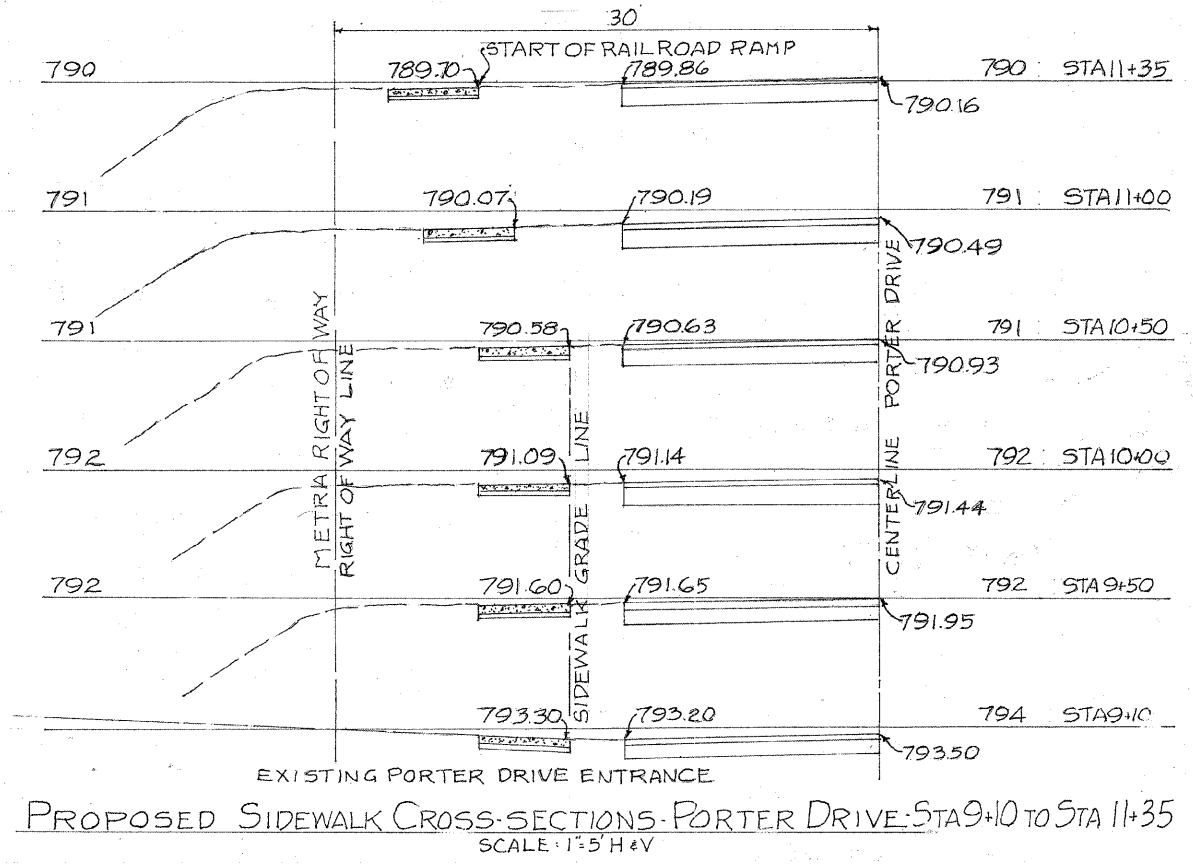 30
START OF RAILROAD RAMP
790 789.70 789.86 790 : STA 11+35
790.16
791 790.07 790.19 791 : STA 11+00
790.49
791 790.58 790.63 791 : STA 10+50
790.93
792 791.09 791.14 792 : STA 10+00
791.44
792 791.60 791.65 792 STA 9+50
791.95
793.30 793.20 794 STA 9+10
793.50
METRA RIGHT OF WAY
RIGHT OF WAY LINE
SIDEWALK GRADE LINE
CENTERLINE PORTER DRIVE
EXISTING PORTER DRIVE ENTRANCE
PROPOSED SIDEWALK CROSS-SECTIONS - PORTER DRIVE - STA 9+10 TO STA 11+35
SCALE : 1"=5' H & V